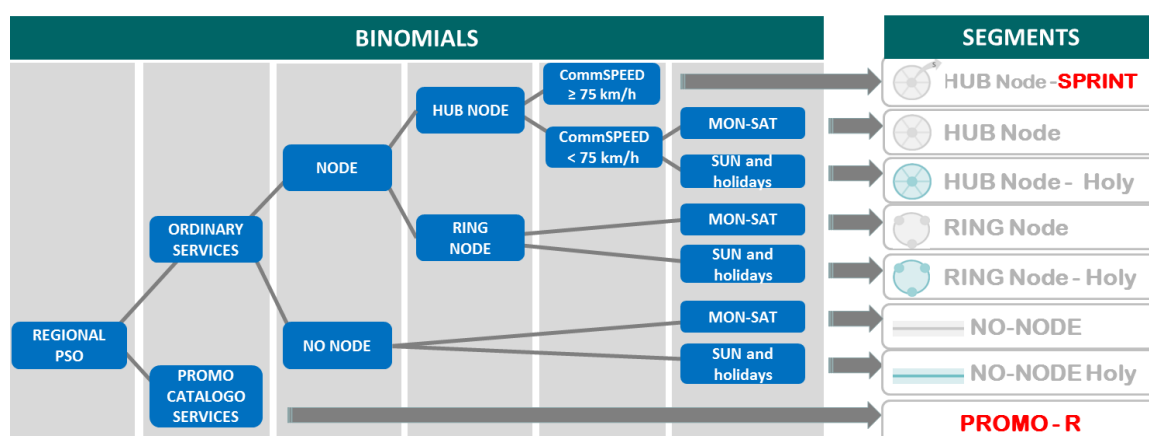 BINOMIALS
SEGMENTS
REGIONAL
PSO
ORDINARY
SERVICES
PROMO
CATALOGO
SERVICES
NODE
NO NODE
HUB NODE
RING
NODE
CommSPEED
≥ 75 km/h
CommSPEED
< 75 km/h
MON-SAT
SUN and
holidays
MON-SAT
SUN and
holidays
MON-SAT
SUN and
holidays
HUB Node-SPRINT
HUB Node
HUB Node - Holy
RING Node
RING Node - Holy
NO-NODE
NO-NODE Holy
PROMO - R